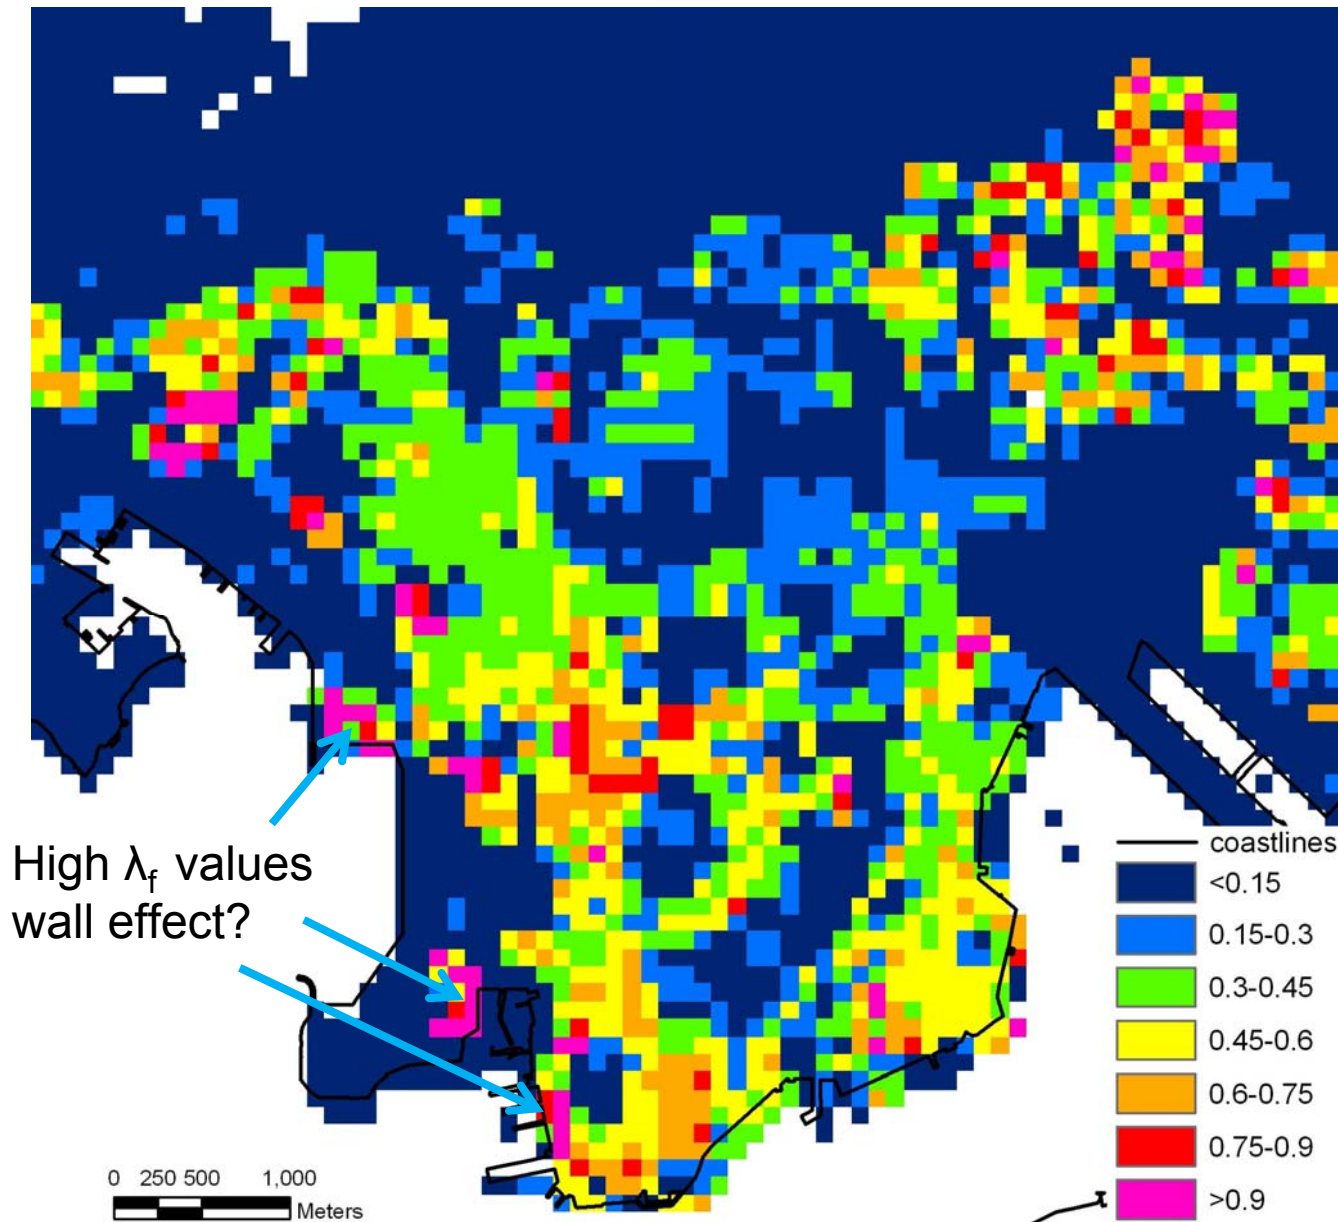 High λf values
wall effect?
coastlines
<0.15
0.15-0.3
0.3-0.45
0.45-0.6
0.6-0.75
0.75-0.9
>0.9
0 250 500 1,000
Meters